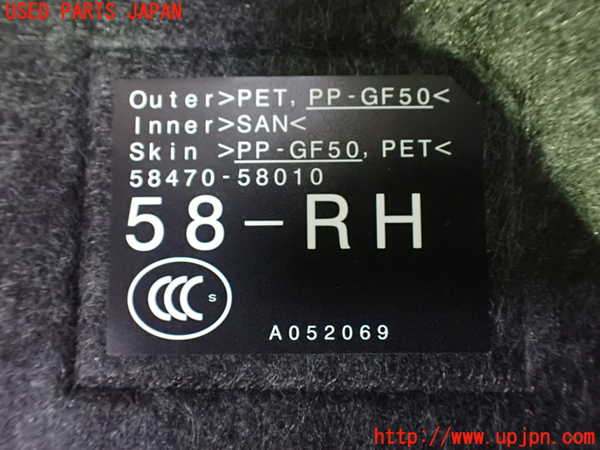 USED PARTS JAPAN
Outer>PET, PP-GF50<
Inner>SAN<
Skin >PP-GF50, PET<
58470-58010
58-RH
CCC S
A052069
http://www.upjpn.com/